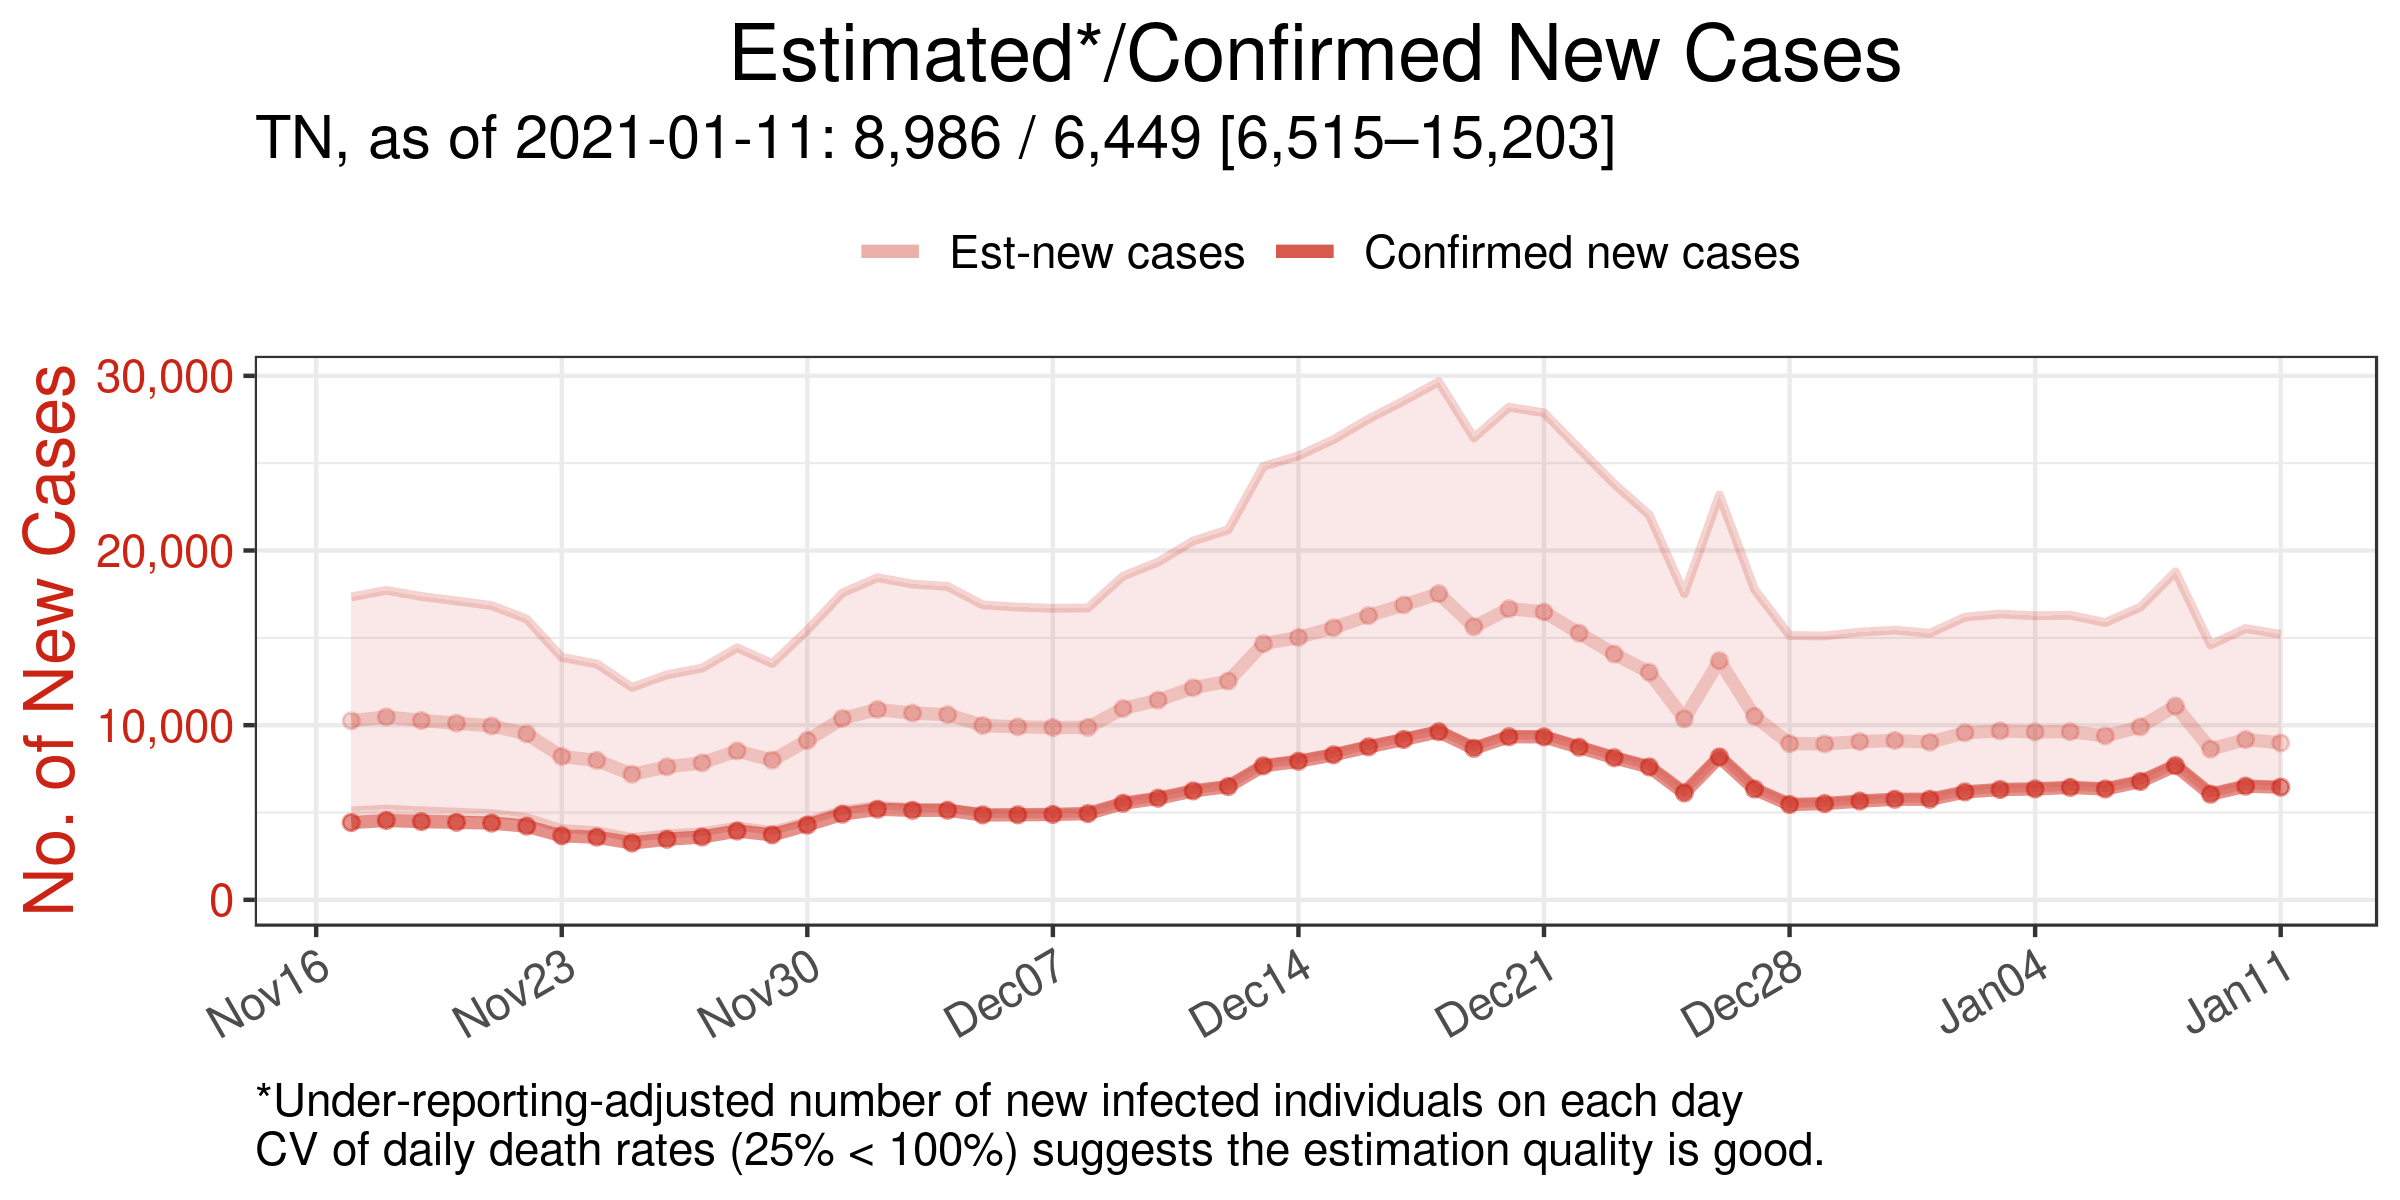 Estimated*/Confirmed New Cases
TN, as of 2021-01-11: 8,986 / 6,449 [6,515–15,203]
Est-new cases
Confirmed new cases
No. of New Cases
30,000
20,000
10,000
0
Nov16
Nov23
Nov30
Dec07
Dec14
Dec21
Dec28
Jan04
Jan11
*Under-reporting-adjusted number of new infected individuals on each day
CV of daily death rates (25% < 100%) suggests the estimation quality is good.